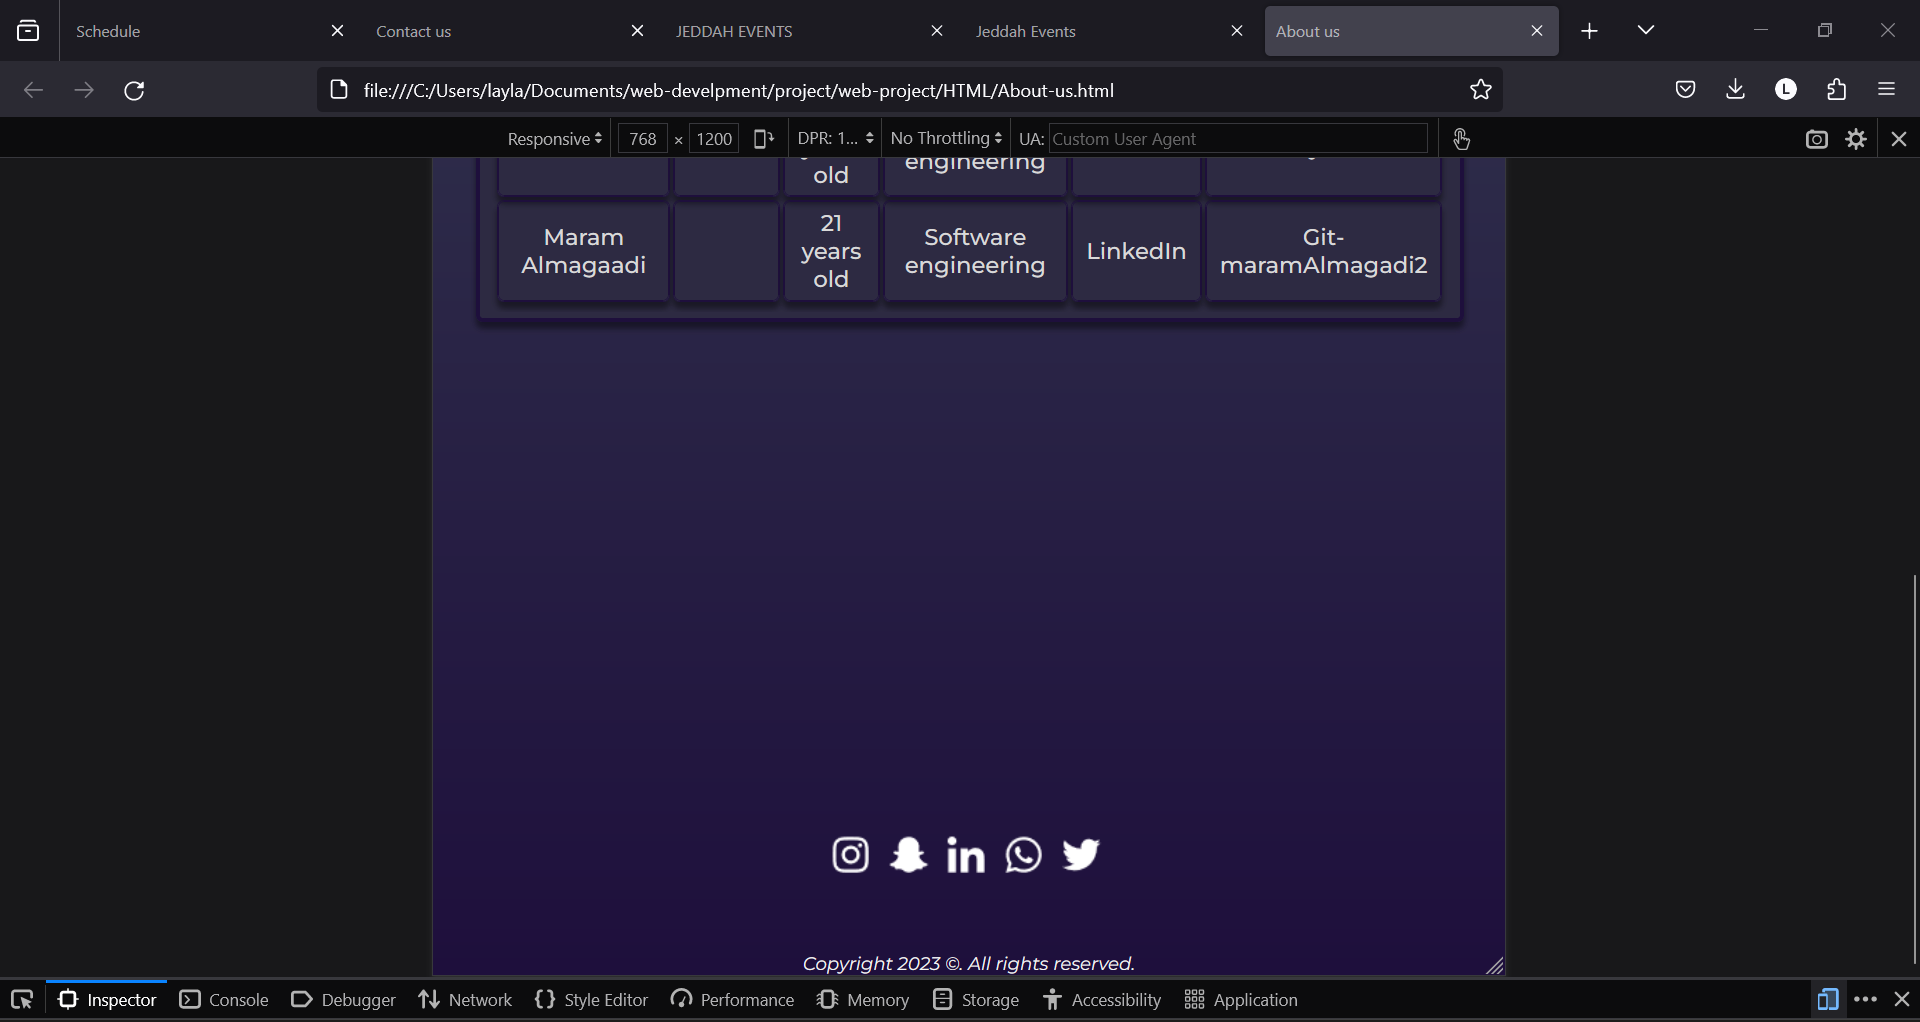 Schedule
Contact us
JEDDAH EVENTS
Jeddah Events
About us
file:///C:/Users/layla/Documents/web-develpment/project/web-project/HTML/About-us.html
L
Responsive
768 × 1200
DPR: 1...
No Throttling
UA: Custom User Agent
old
engineering
Maram Almagaadi
21 years old
Software engineering
LinkedIn
Git-maramAlmagadi2
in
Copyright 2023 ©. All rights reserved.
Inspector
Console
Debugger
Network
Style Editor
Performance
Memory
Storage
Accessibility
Application